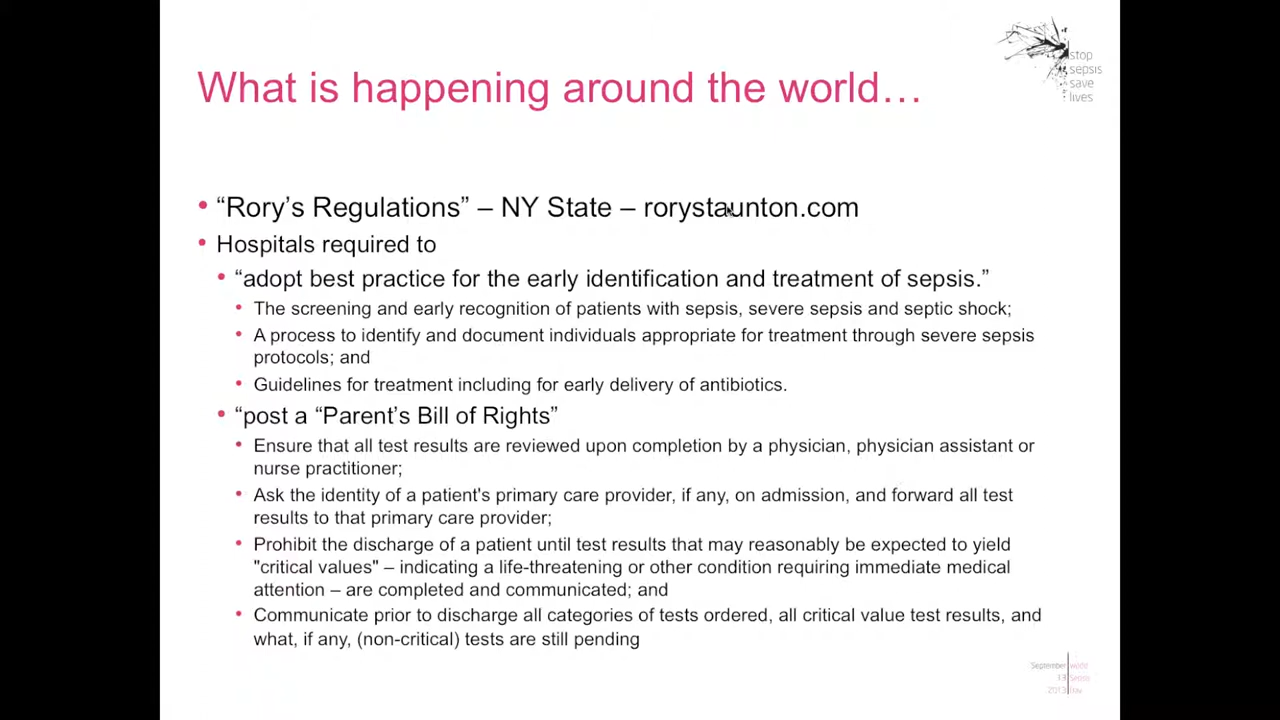 stop
sepsis
save
lives
What is happening around the world…
• “Rory’s Regulations” – NY State – rorystaunton.com
• Hospitals required to
• “adopt best practice for the early identification and treatment of sepsis.”
• The screening and early recognition of patients with sepsis, severe sepsis and septic shock;
• A process to identify and document individuals appropriate for treatment through severe sepsis
protocols; and
• Guidelines for treatment including for early delivery of antibiotics.
• “post a “Parent’s Bill of Rights”
• Ensure that all test results are reviewed upon completion by a physician, physician assistant or
nurse practitioner;
• Ask the identity of a patient's primary care provider, if any, on admission, and forward all test
results to that primary care provider;
• Prohibit the discharge of a patient until test results that may reasonably be expected to yield
"critical values" – indicating a life-threatening or other condition requiring immediate medical
attention – are completed and communicated; and
• Communicate prior to discharge all categories of tests ordered, all critical value test results, and
what, if any, (non-critical) tests are still pending
September world
13 Sepsis
2013 Day